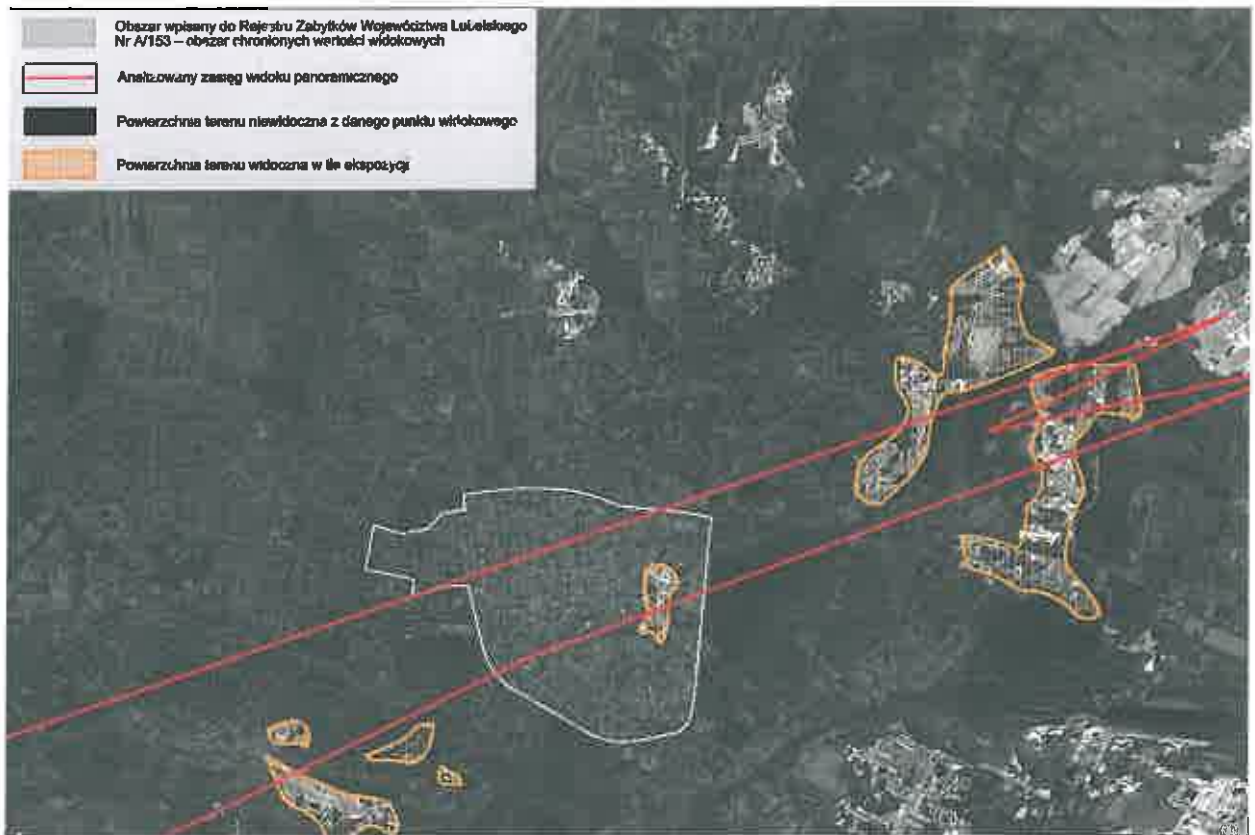 Obszar wpisany do Rejestru Zabytków Województwa Lubelskiego
Nr A/153 – obszar chronionych wartości widokowych
Analizowany zasięg widoku panoramicznego
Powierzchnia terenu niewidoczna z danego punktu widokowego
Powierzchnia terenu widoczna w tle ekspozycji